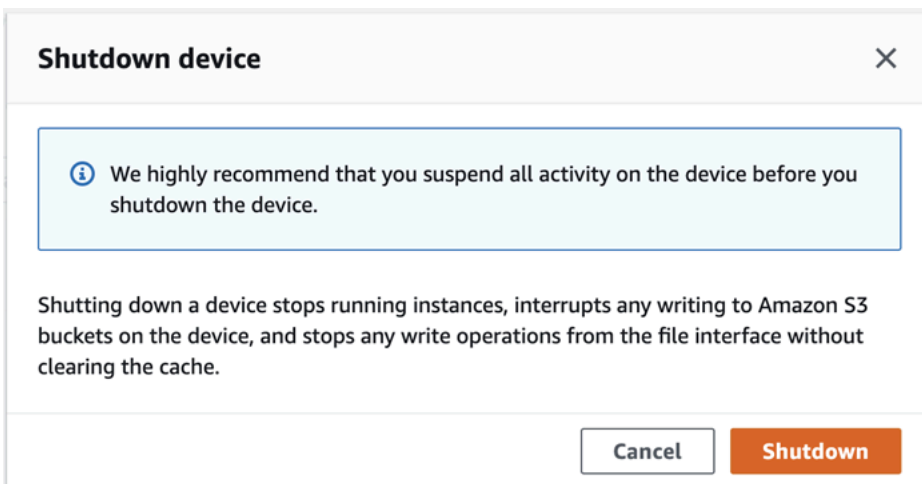 Shutdown device
We highly recommend that you suspend all activity on the device before you
shutdown the device.
Shutting down a device stops running instances, interrupts any writing to Amazon S3
buckets on the device, and stops any write operations from the file interface without
clearing the cache.
Cancel
Shutdown